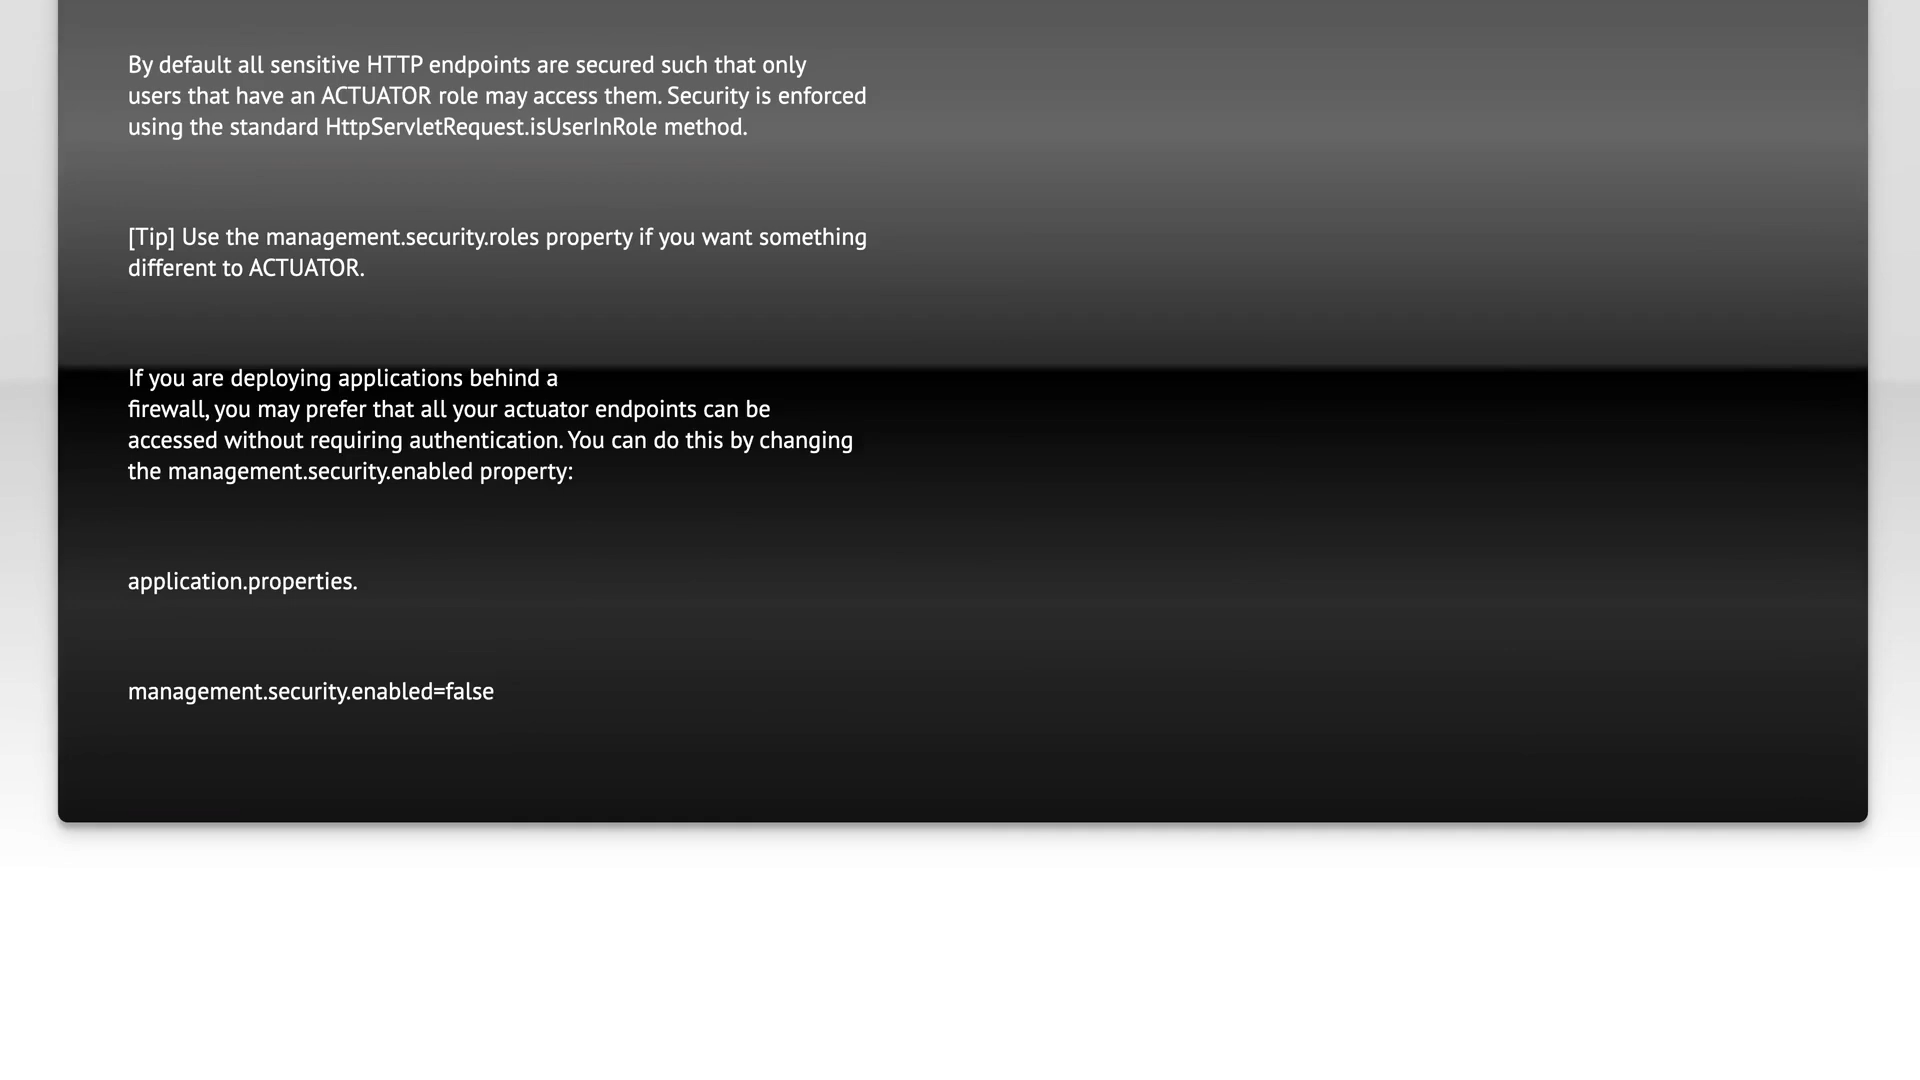 By default all sensitive HTTP endpoints are secured such that only
users that have an ACTUATOR role may access them. Security is enforced
using the standard HttpServletRequest.isUserInRole method.
[Tip] Use the management.security.roles property if you want something
different to ACTUATOR.
If you are deploying applications behind a
firewall, you may prefer that all your actuator endpoints can be
accessed without requiring authentication. You can do this by changing
the management.security.enabled property:
application.properties.
management.security.enabled=false